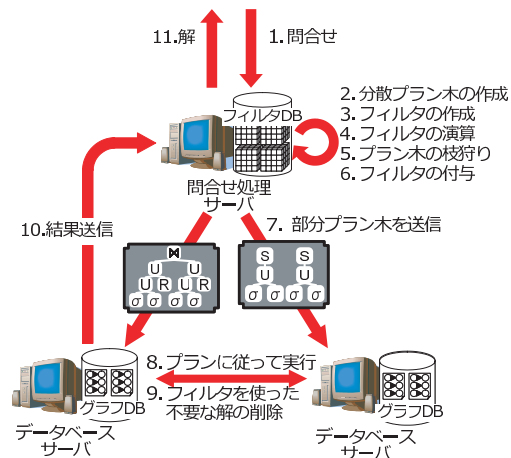 11.解
1.問合せ
フィルタDB
2.分散プラン木の作成
3.フィルタの作成
4.フィルタの演算
5.プラン木の枝狩り
6.フィルタの付与
問合せ処理
サーバ
10.結果送信
7. 部分プラン木を送信
⋈
U U
U R U R
σ σ σ σ
S S
U U
σ σ σ σ
8.プランに従って実行
9.フィルタを使った
不要な解の削除
グラフDB
データベース
サーバ
グラフDB
データベース
サーバ